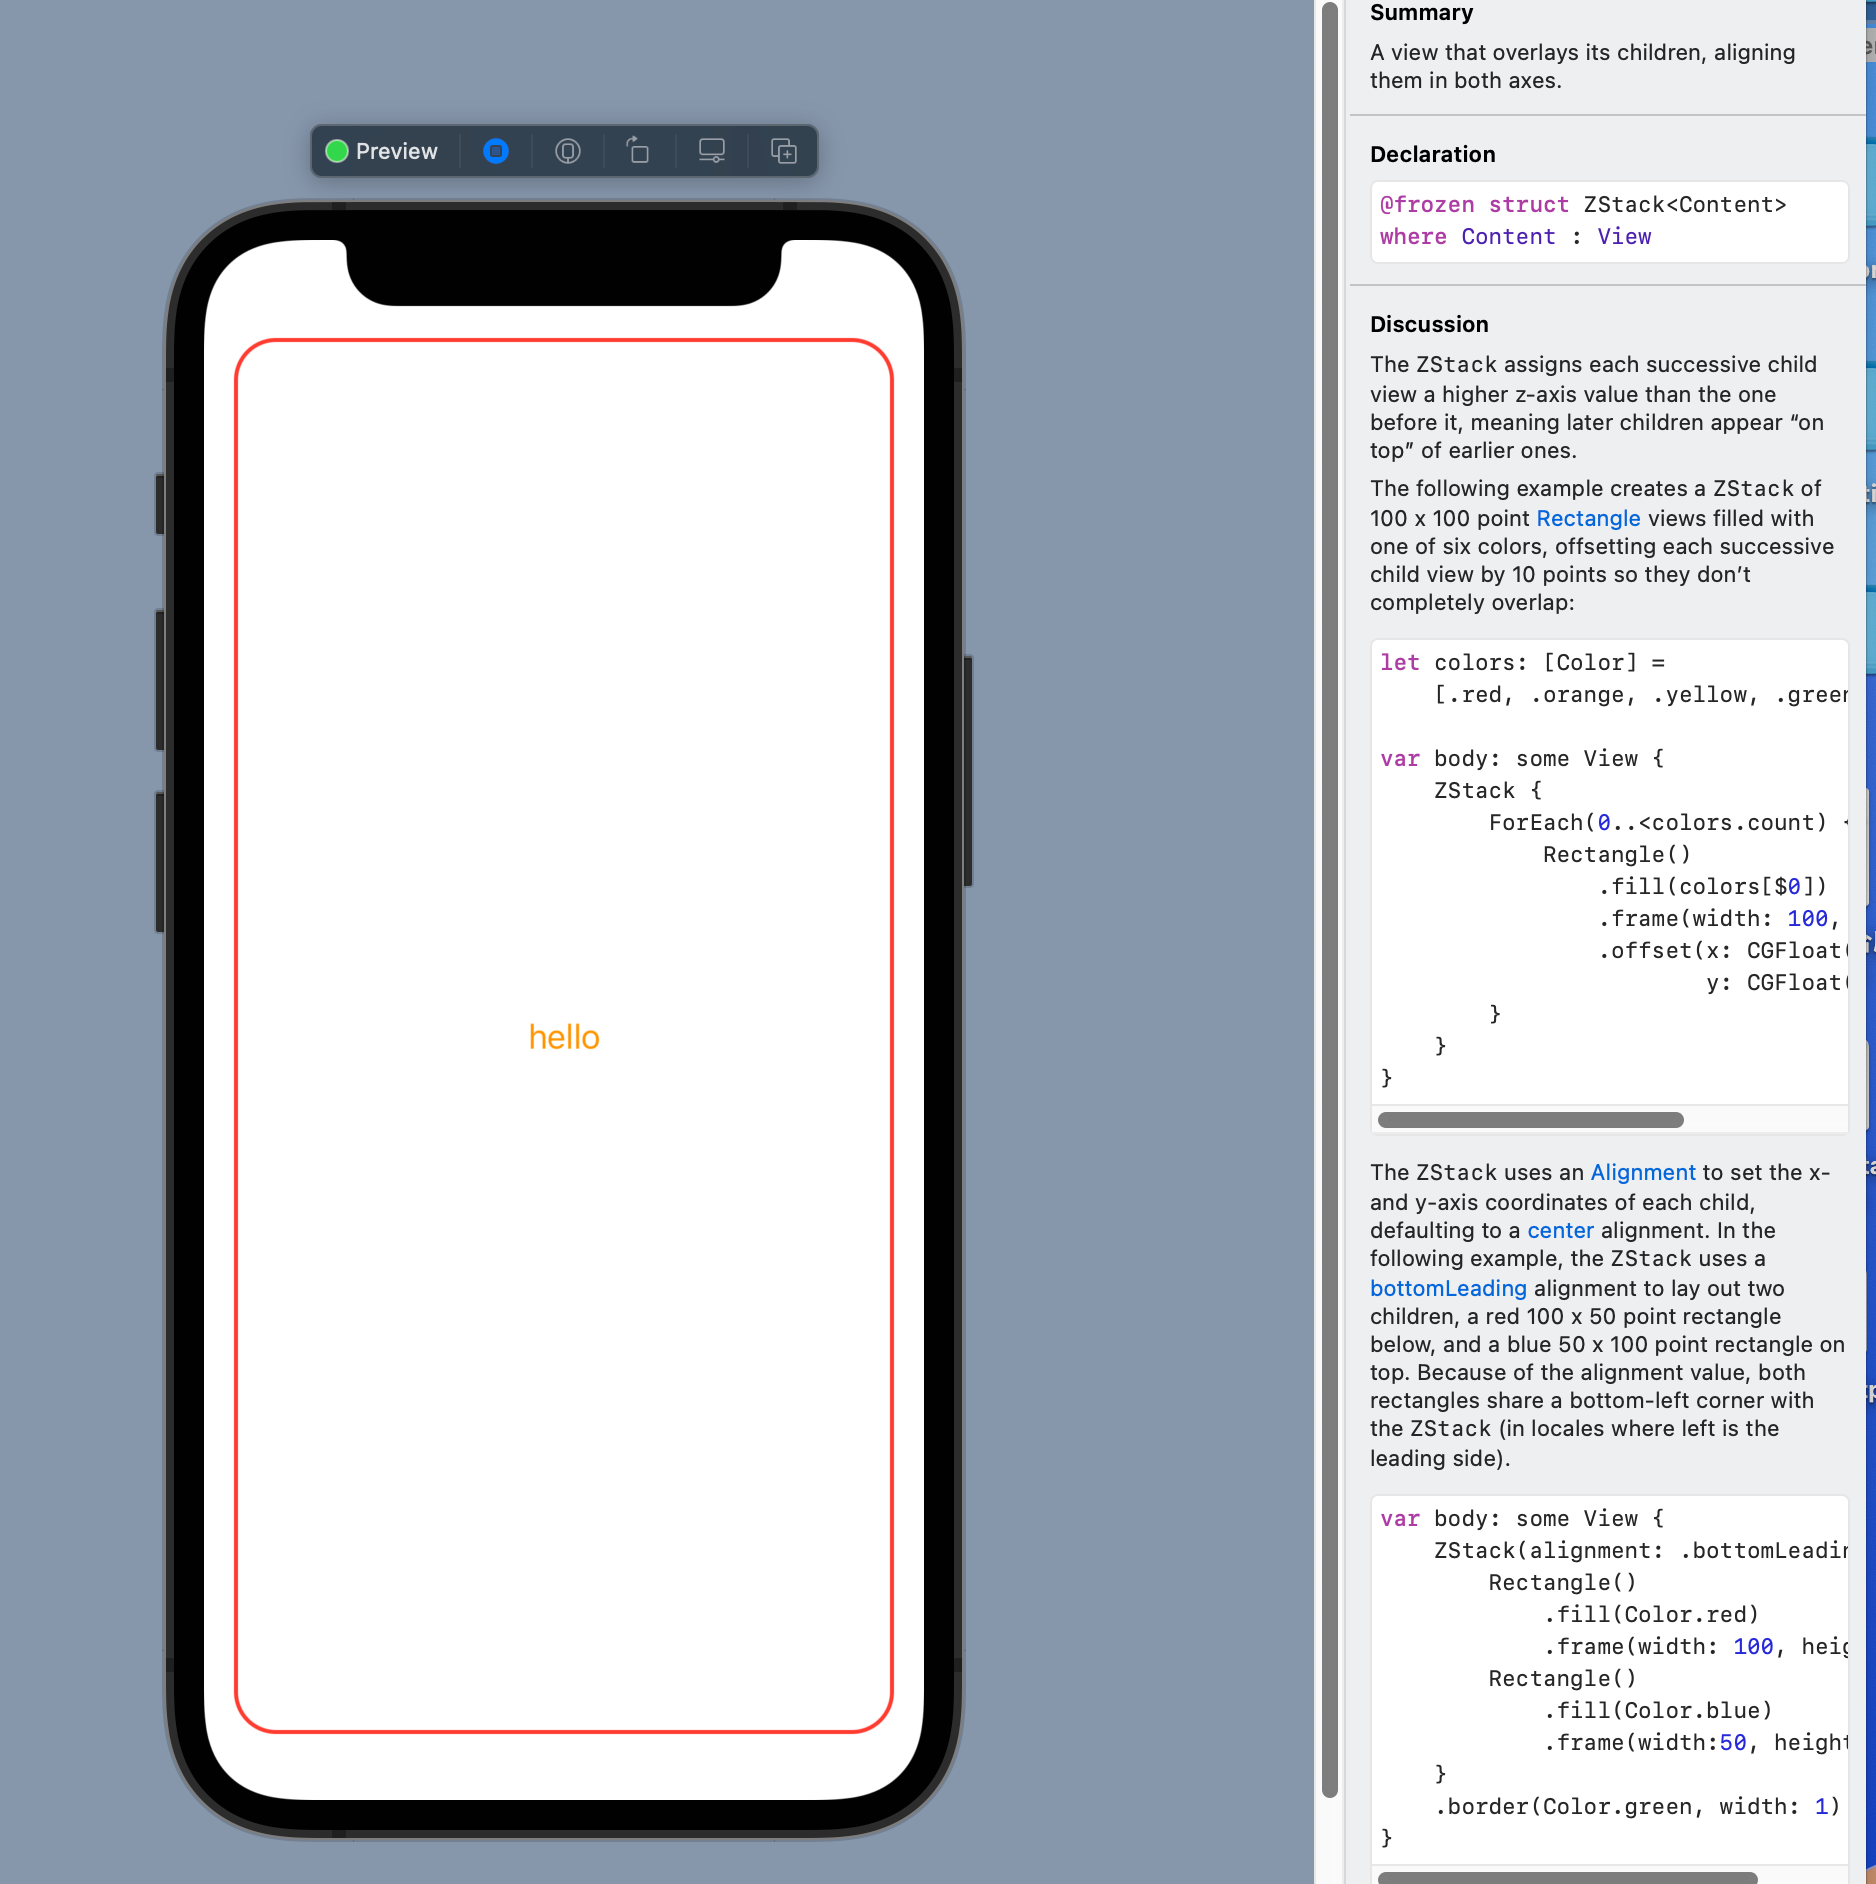 Preview
hello
Summary
A view that overlays its children, aligning
them in both axes.
Declaration
@frozen struct ZStack<Content>
where Content : View
Discussion
The ZStack assigns each successive child
view a higher z-axis value than the one
before it, meaning later children appear “on
top” of earlier ones.
The following example creates a ZStack of
100 x 100 point Rectangle views filled with
one of six colors, offsetting each successive
child view by 10 points so they don’t
completely overlap:
let colors: [Color] =
[.red, .orange, .yellow, .green
var body: some View {
ZStack {
ForEach(0..<colors.count) {
Rectangle()
.fill(colors[$0])
.frame(width: 100,
.offset(x: CGFloat(
y: CGFloat(
}
}
}
The ZStack uses an Alignment to set the x-
and y-axis coordinates of each child,
defaulting to a center alignment. In the
following example, the ZStack uses a
bottomLeading alignment to lay out two
children, a red 100 x 50 point rectangle
below, and a blue 50 x 100 point rectangle on
top. Because of the alignment value, both
rectangles share a bottom-left corner with
the ZStack (in locales where left is the
leading side).
var body: some View {
ZStack(alignment: .bottomLeadin
Rectangle()
.fill(Color.red)
.frame(width: 100, heig
Rectangle()
.fill(Color.blue)
.frame(width:50, height
}
.border(Color.green, width: 1)
}